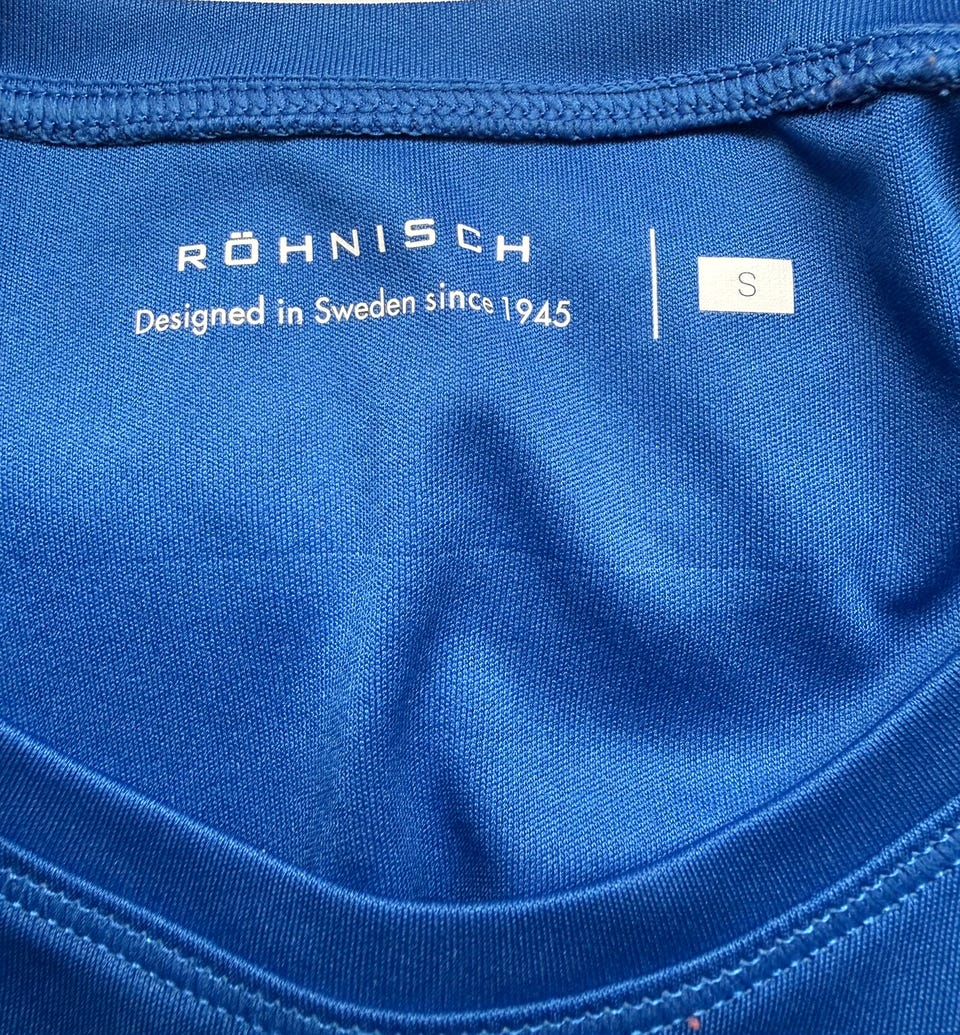 RÖHNISCH
Designed in Sweden since 1945
S